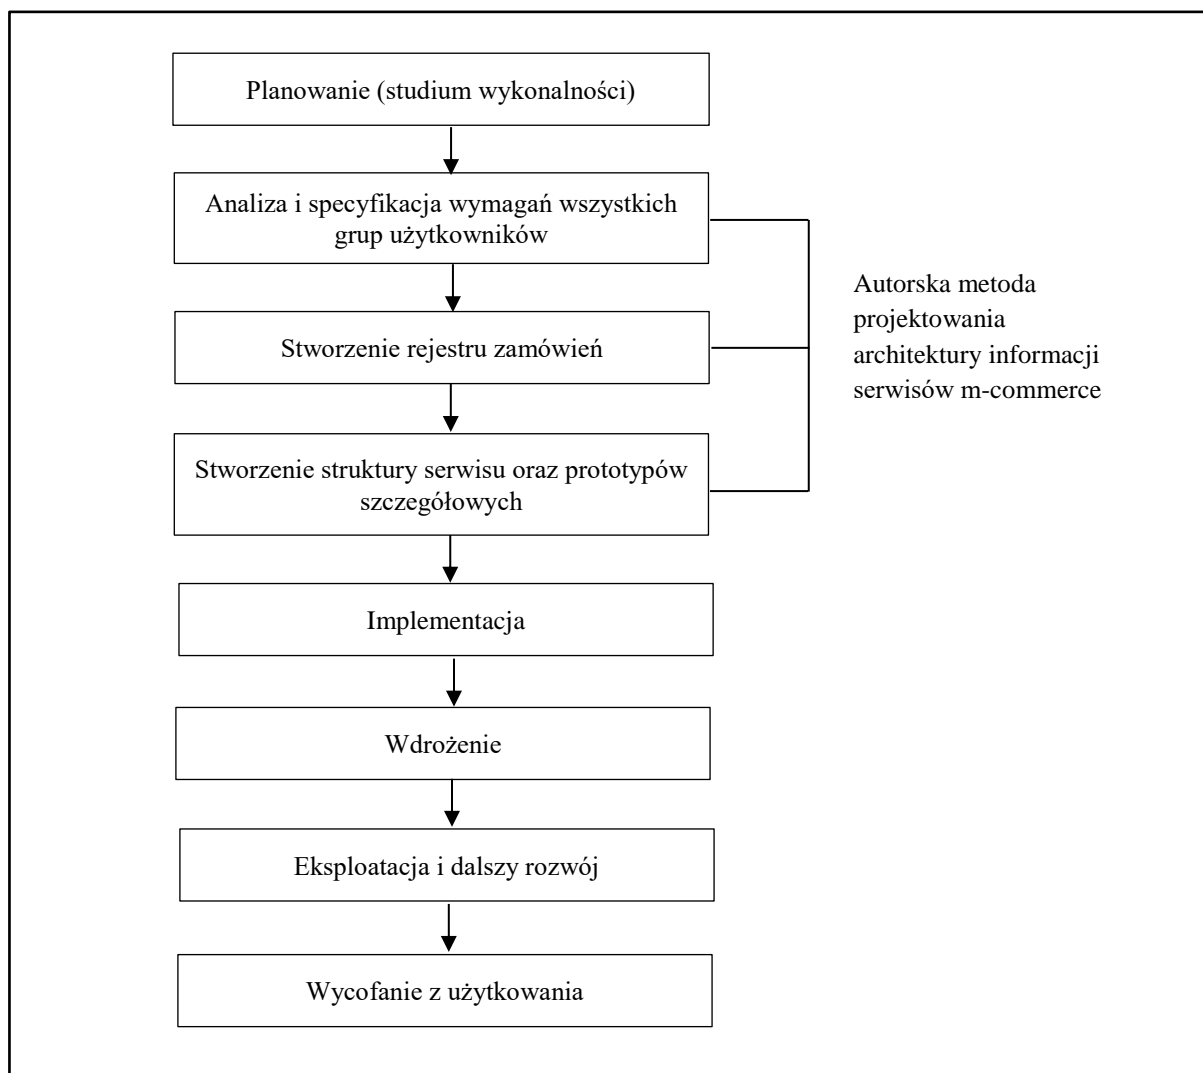 Planowanie (studium wykonalności)
Analiza i specyfikacja wymagań wszystkich
grup użytkowników
Stworzenie rejestru zamówień
Stworzenie struktury serwisu oraz prototypów
szczegółowych
Implementacja
Wdrożenie
Eksploatacja i dalszy rozwój
Wycofanie z użytkowania
Autorska metoda
projektowania
architektury informacji
serwisów m-commerce